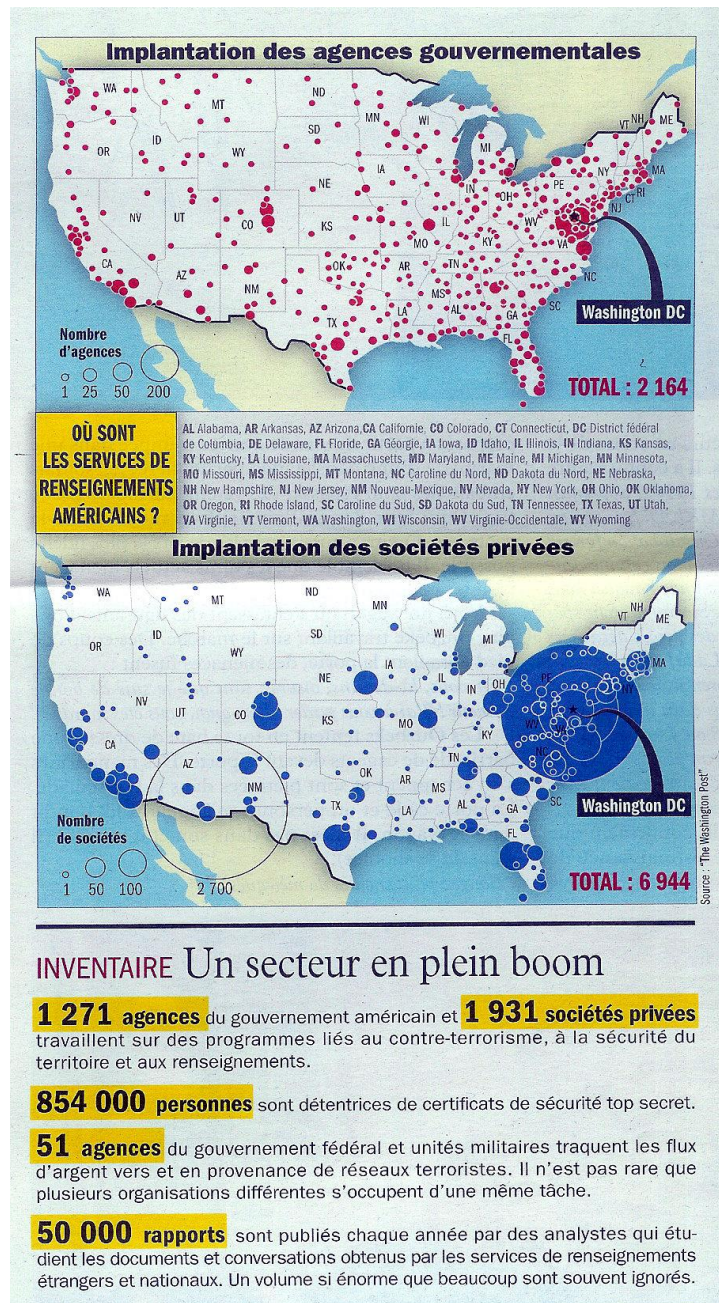 Implantation des agences gouvernementales
WA
MT
ND
MN
WI
MI
VT
NH
ME
OR
ID
WY
SD
IA
NE
IN
OH
PE
NY
MA
CT
RI
NJ
NV
UT
CO
KS
IL
MO
KY
WV
VA
CA
AZ
NM
OK
AR
TN
NC
SC
MS
AL
GA
LA
TX
FL
Washington DC
Nombre
d'agences
1 25 50 200
TOTAL : 2 164
OÙ SONT
LES SERVICES DE
RENSEIGNEMENTS
AMÉRICAINS ?
AL Alabama, AR Arkansas, AZ Arizona,CA Californie, CO Colorado, CT Connecticut, DC District fédéral
de Columbia, DE Delaware, FL Floride, GA Géorgie, IA Iowa, ID Idaho, IL Illinois, IN Indiana, KS Kansas,
KY Kentucky, LA Louisiane, MA Massachusetts, MD Maryland, ME Maine, MI Michigan, MN Minnesota,
MO Missouri, MS Mississippi, MT Montana, NC Caroline du Nord, ND Dakota du Nord, NE Nebraska,
NH New Hampshire, NJ New Jersey, NM Nouveau-Mexique, NV Nevada, NY New York, OH Ohio, OK Oklahoma,
OR Oregon, RI Rhode Island, SC Caroline du Sud, SD Dakota du Sud, TN Tennessee, TX Texas, UT Utah,
VA Virginie, VT Vermont, WA Washington, WI Wisconsin, WV Virginie-Occidentale, WY Wyoming
Implantation des sociétés privées
WA
MT
ND
MN
WI
MI
VT
NH
ME
OR
ID
WY
SD
IA
NE
IL
IN
OH
PE
MA
NV
UT
CO
KS
MO
KY
WV
CA
AZ
NM
OK
AR
TN
NC
SC
MS
AL
GA
LA
TX
FL
Washington DC
Nombre
de sociétés
1 50 100 2 700
TOTAL : 6 944
Source : "The Washington Post"
INVENTAIRE Un secteur en plein boom
1 271 agences du gouvernement américain et 1 931 sociétés privées
travaillent sur des programmes liés au contre-terrorisme, à la sécurité du
territoire et aux renseignements.
854 000 personnes sont détentrices de certificats de sécurité top secret.
51 agences du gouvernement fédéral et unités militaires traquent les flux
d'argent vers et en provenance de réseaux terroristes. Il n'est pas rare que
plusieurs organisations différentes s'occupent d'une même tâche.
50 000 rapports sont publiés chaque année par des analystes qui étu-
dient les documents et conversations obtenus par les services de renseignements
étrangers et nationaux. Un volume si énorme que beaucoup sont souvent ignorés.